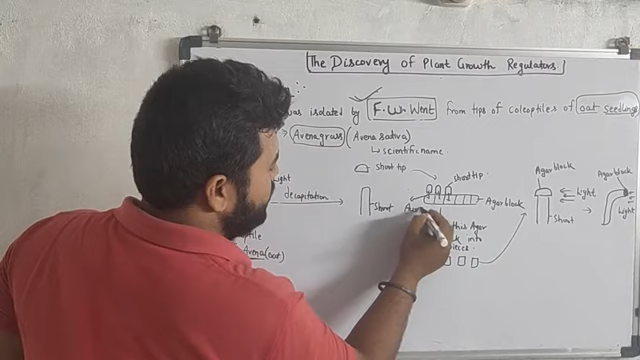 The Discovery of Plant Growth Regulators.
was isolated by F.W. Went from tips of coleoptiles of oat seedlings
→ Avenagrass (Avena sativa)
↳ scientific name
shoot tip
shoot tip.
decapitation
Shoot
Agar block
this Agar
into
pieces.
Avena (oat)
Agar block
light
Shoot
Agar block
light